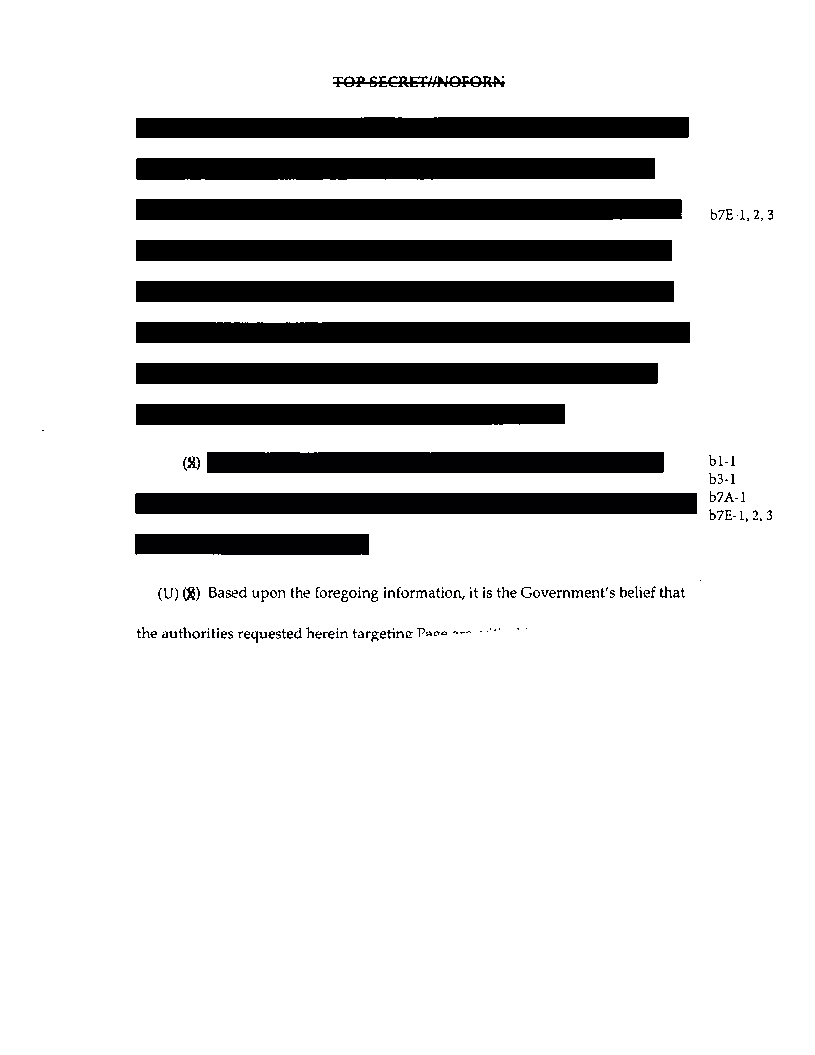 TOP SECRET//NOFORN
b7E-1, 2, 3
(S)
b1-1
b3-1
b7A-1
b7E-1, 2, 3
(U) (S) Based upon the foregoing information, it is the Government's belief that
the authorities requested herein targeting Page are